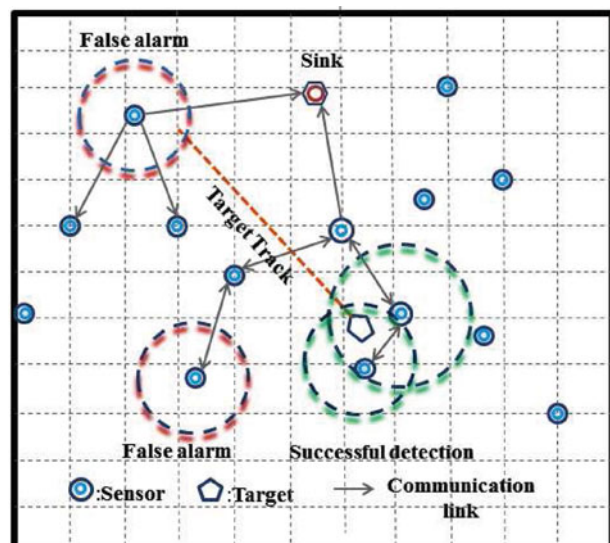 False alarm
Sink
Target Track
False alarm
Successful detection
:Sensor
:Target
Communication
link